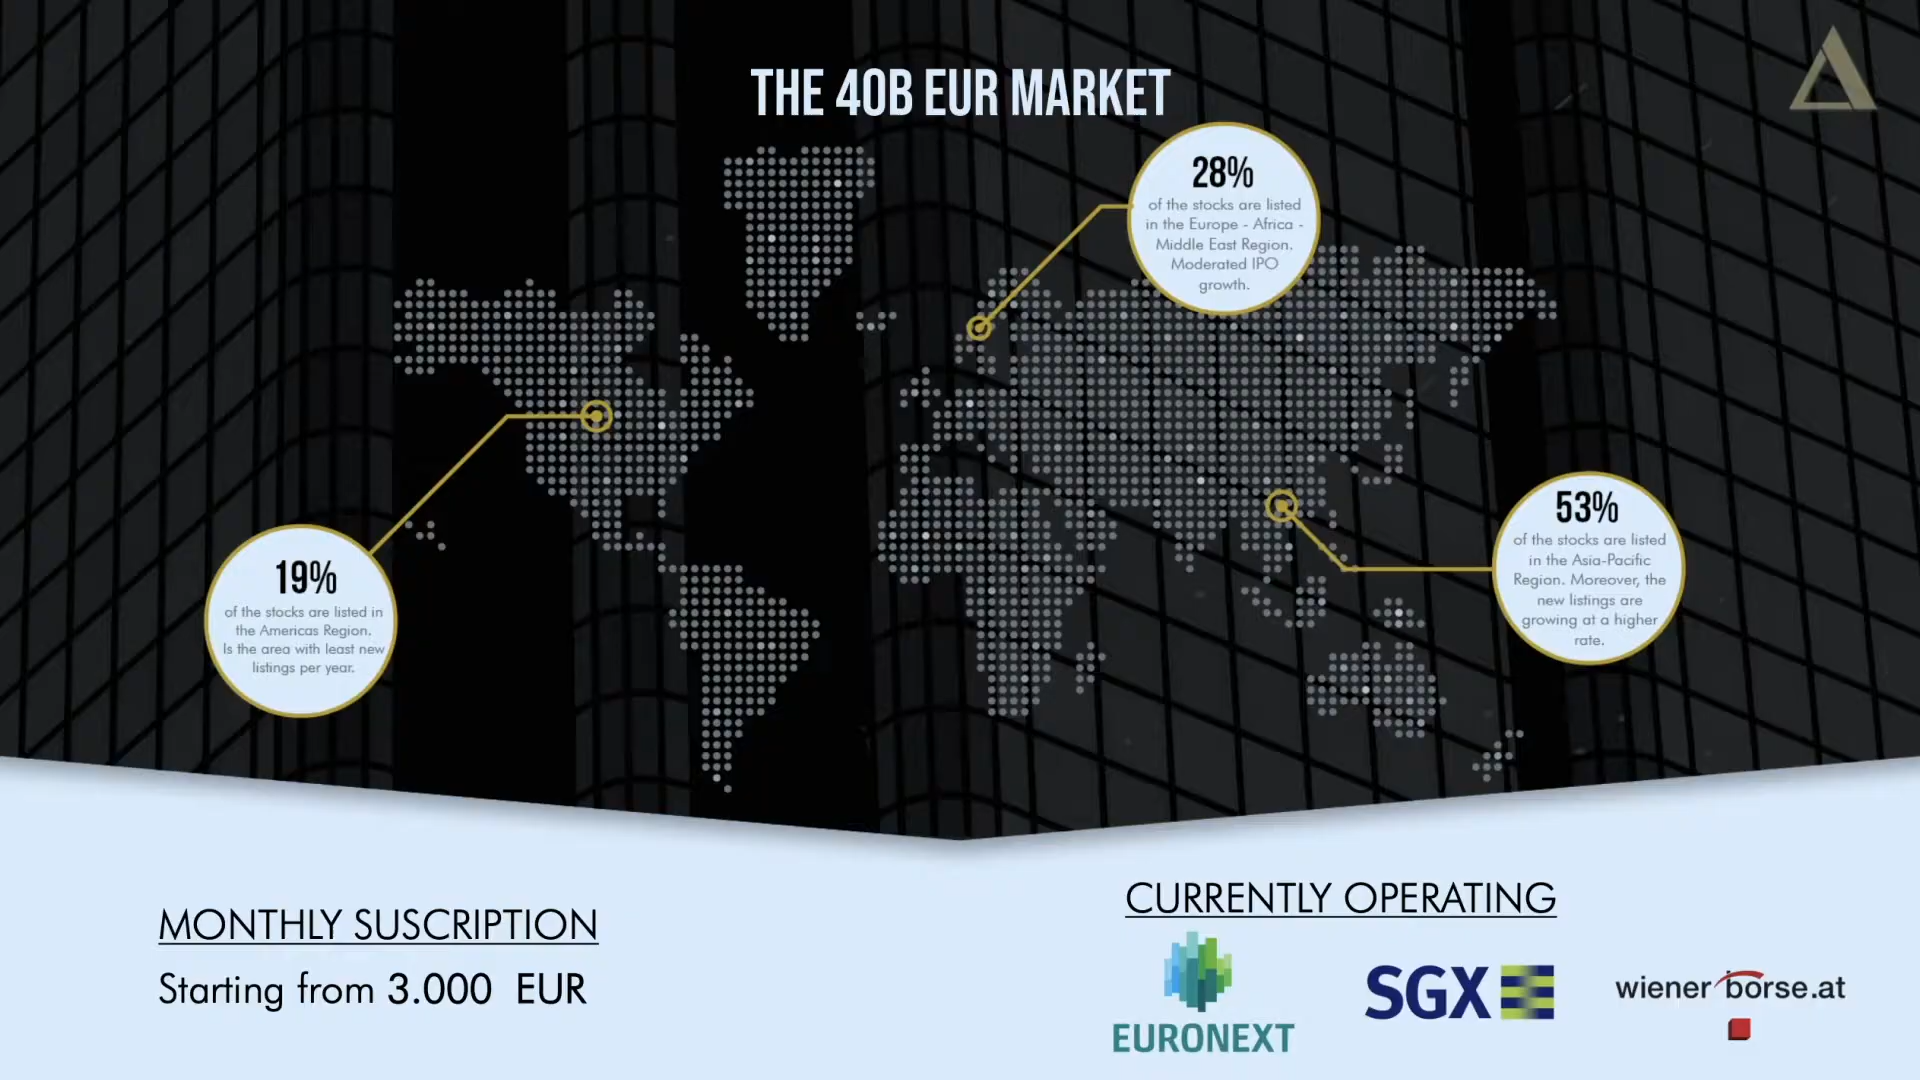 THE 40B EUR MARKET
28%
of the stocks are listed
in the Europe - Africa -
Middle East Region.
Moderated IPO
growth.
53%
of the stocks are listed
in the Asia-Pacific
Region. Moreover, the
new listings are
growing at a higher
rate.
19%
of the stocks are listed in
the Americas Region.
Is the area with least new
listings per year.
MONTHLY SUSCRIPTION
Starting from 3.000 EUR
CURRENTLY OPERATING
EURONEXT
SGX
wiener börse.at